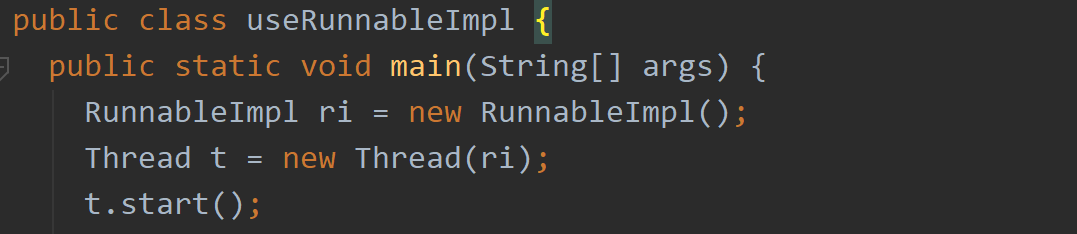 public class useRunnableImpl {
public static void main(String[] args) {
RunnableImpl ri = new RunnableImpl();
Thread t = new Thread(ri);
t.start();